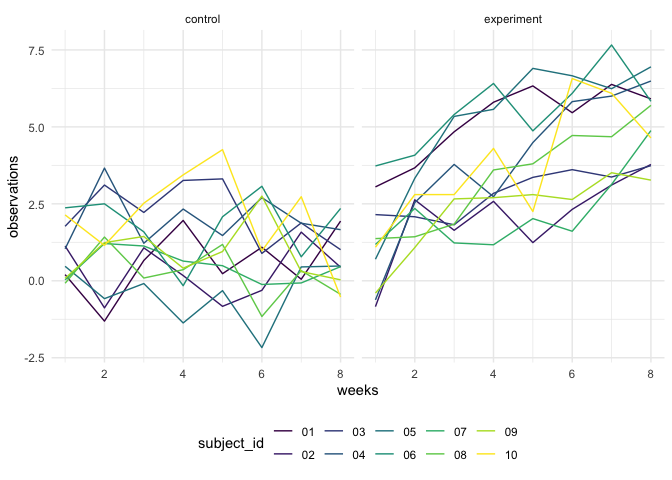 control experiment
7.5
5.0
2.5
0.0
-2.5
observations
2 4 6 8 2 4 6 8
weeks
subject_id
01 03 05 07 09
02 04 06 08 10